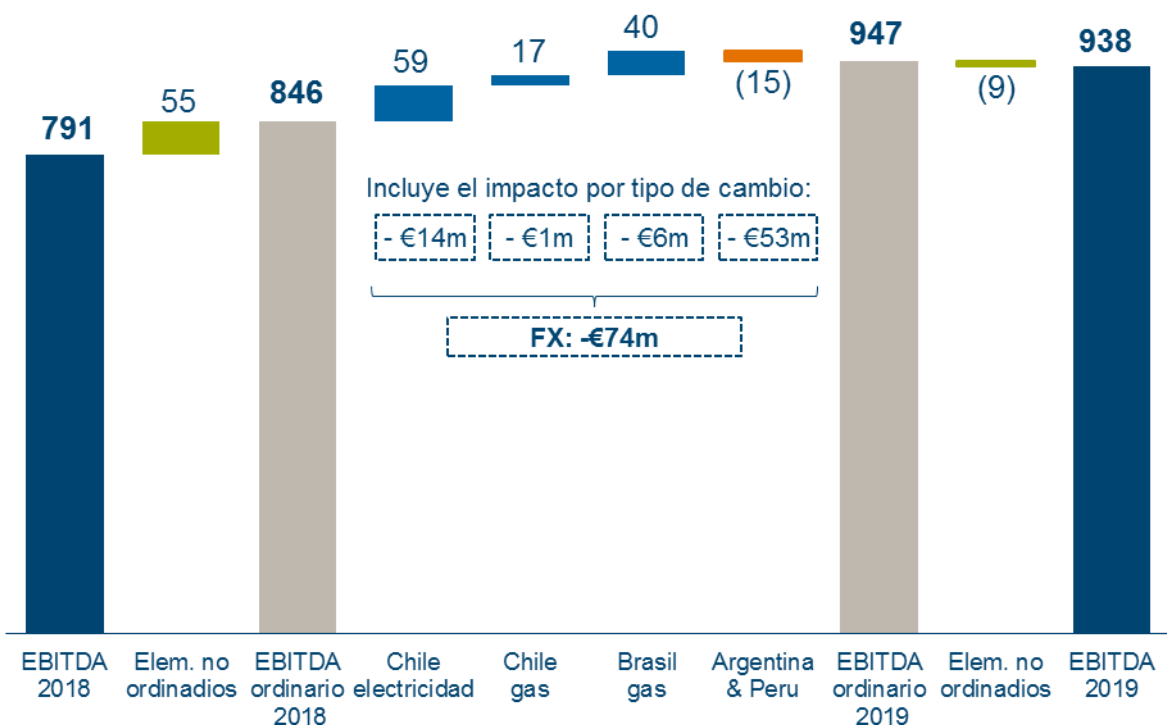 791
55
846
59
17
40
(15)
947
(9)
938
Incluye el impacto por tipo de cambio:
- €14m
- €1m
- €6m
- €53m
FX: -€74m
EBITDA
2018
Elem. no
ordinadios
EBITDA
ordinario
2018
Chile
electricidad
Chile
gas
Brasil
gas
Argentina
& Peru
EBITDA
ordinario
2019
Elem. no
ordinadios
EBITDA
2019